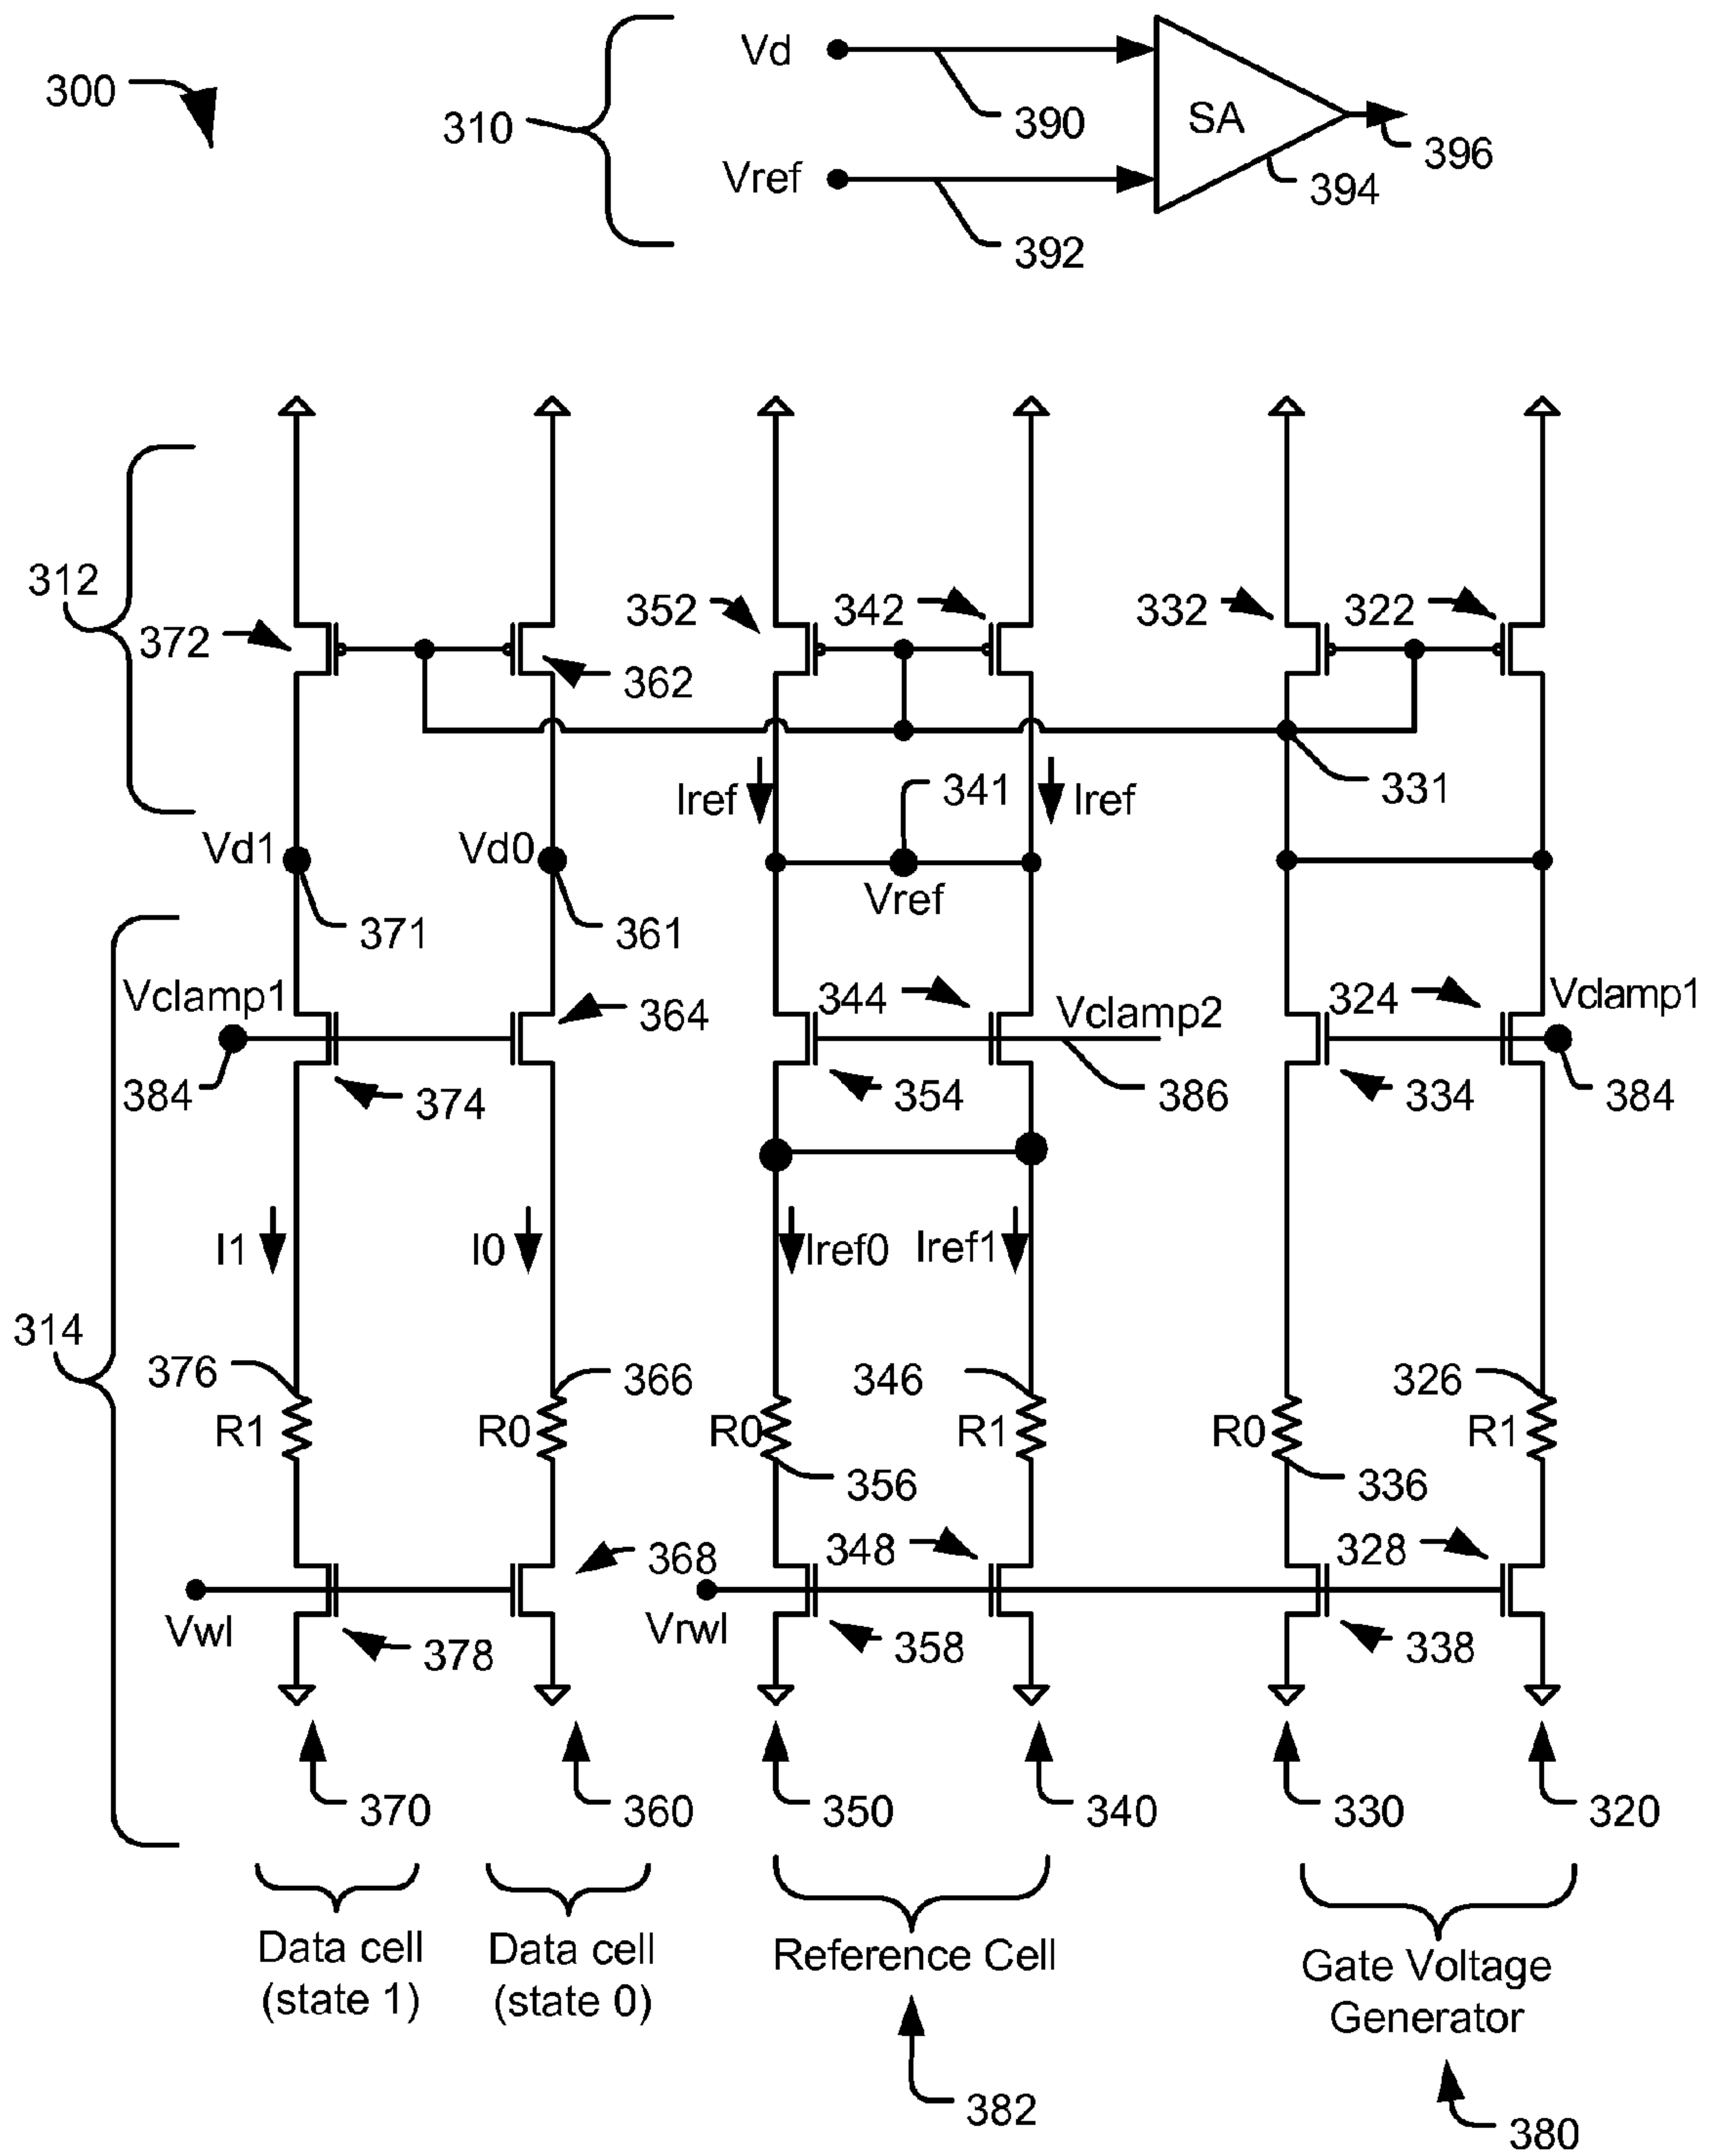 300
310
Vd
390
SA
396
Vref
394
392
312
372
362
352
342
332
322
331
Iref
341
Iref
Vd1
Vd0
Vref
371
361
Vclamp1
364
344
Vclamp2
324
Vclamp1
384
374
354
386
334
384
314
I1
I0
Iref0
Iref1
376
366
346
326
R1
R0
R0
R1
R0
R1
356
336
368
348
328
Vwl
Vrwl
378
358
338
370
360
350
340
330
320
Data cell
(state 1)
Data cell
(state 0)
Reference Cell
Gate Voltage
Generator
382
380